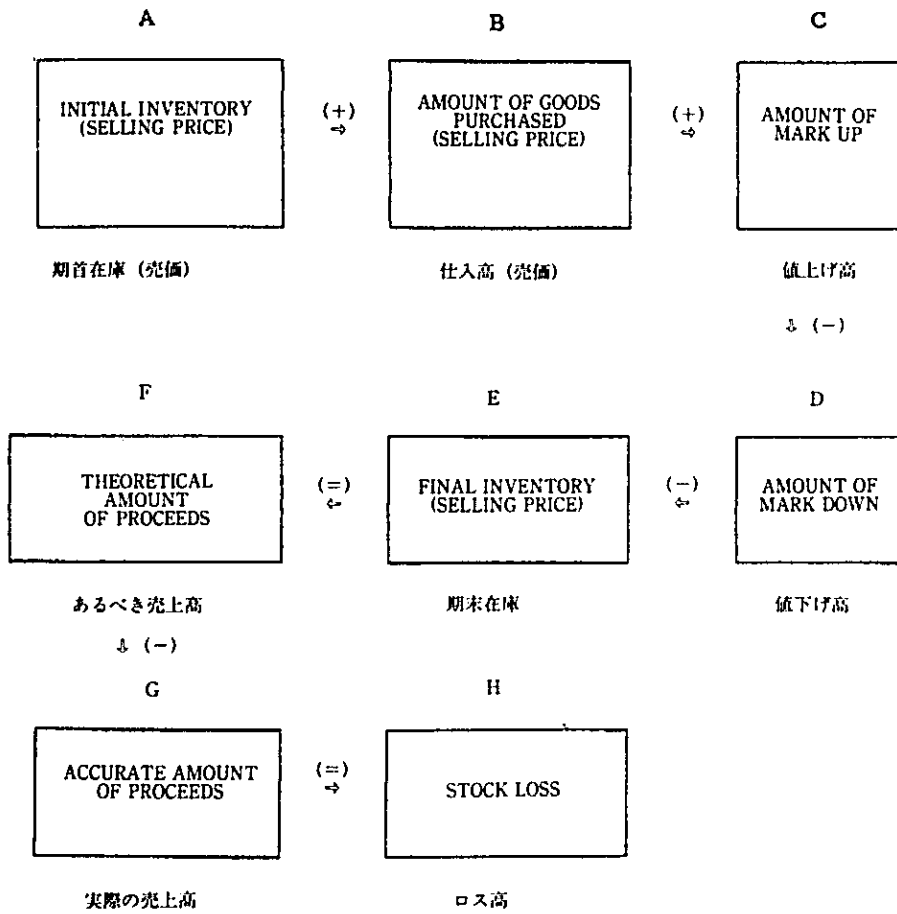 A
B
C
INITIAL INVENTORY
(SELLING PRICE)
(+)
⇨
AMOUNT OF GOODS
PURCHASED
(SELLING PRICE)
(+)
⇨
AMOUNT OF
MARK UP
期首在庫 (売価)
仕入高 (売価)
値上げ高
⇩ (−)
F
E
D
THEORETICAL
AMOUNT
OF PROCEEDS
(=)
⇦
FINAL INVENTORY
(SELLING PRICE)
(−)
⇦
AMOUNT OF
MARK DOWN
あるべき売上高
期末在庫
値下げ高
⇩ (−)
G
H
ACCURATE AMOUNT
OF PROCEEDS
(=)
⇨
STOCK LOSS
実際の売上高
ロス高